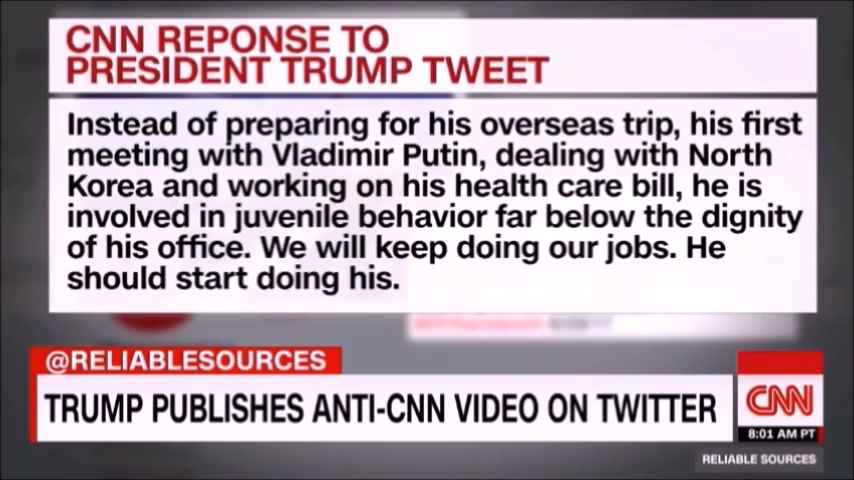 CNN REPONSE TO
PRESIDENT TRUMP TWEET
Instead of preparing for his overseas trip, his first
meeting with Vladimir Putin, dealing with North
Korea and working on his health care bill, he is
involved in juvenile behavior far below the dignity
of his office. We will keep doing our jobs. He
should start doing his.
@RELIABLESOURCES
TRUMP PUBLISHES ANTI-CNN VIDEO ON TWITTER
CNN
8:01 AM PT
RELIABLE SOURCES